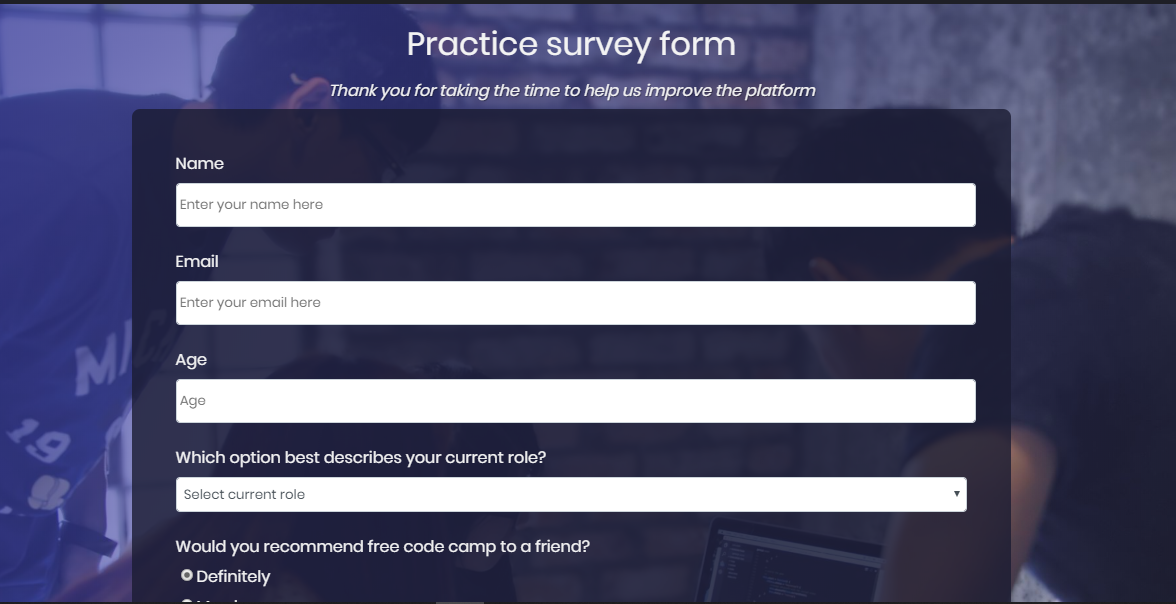 Practice survey form
Thank you for taking the time to help us improve the platform
Name
Enter your name here
Email
Enter your email here
Age
Age
Which option best describes your current role?
Select current role
Would you recommend free code camp to a friend?
Definitely
19